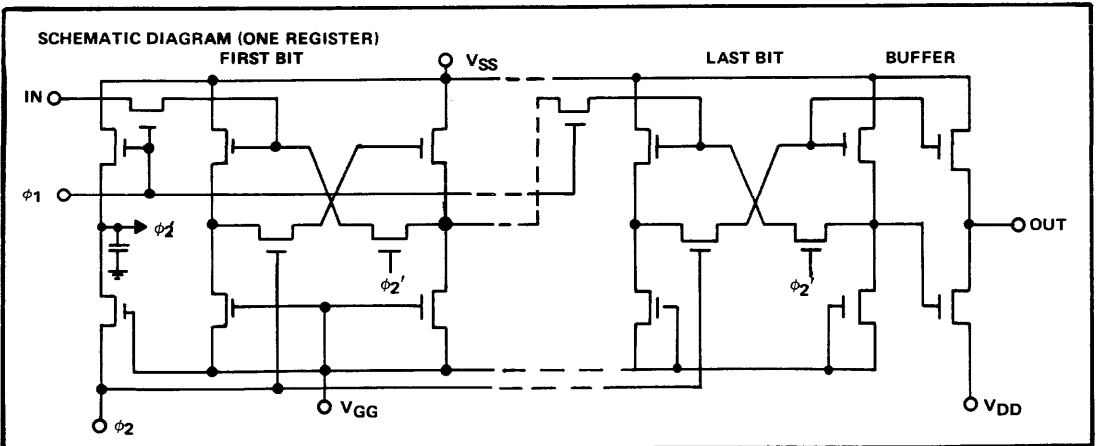 SCHEMATIC DIAGRAM (ONE REGISTER)
FIRST BIT
LAST BIT
BUFFER
VSS
IN
ϕ1
ϕ2'
ϕ2'
ϕ2'
OUT
VGG
VDD
ϕ2